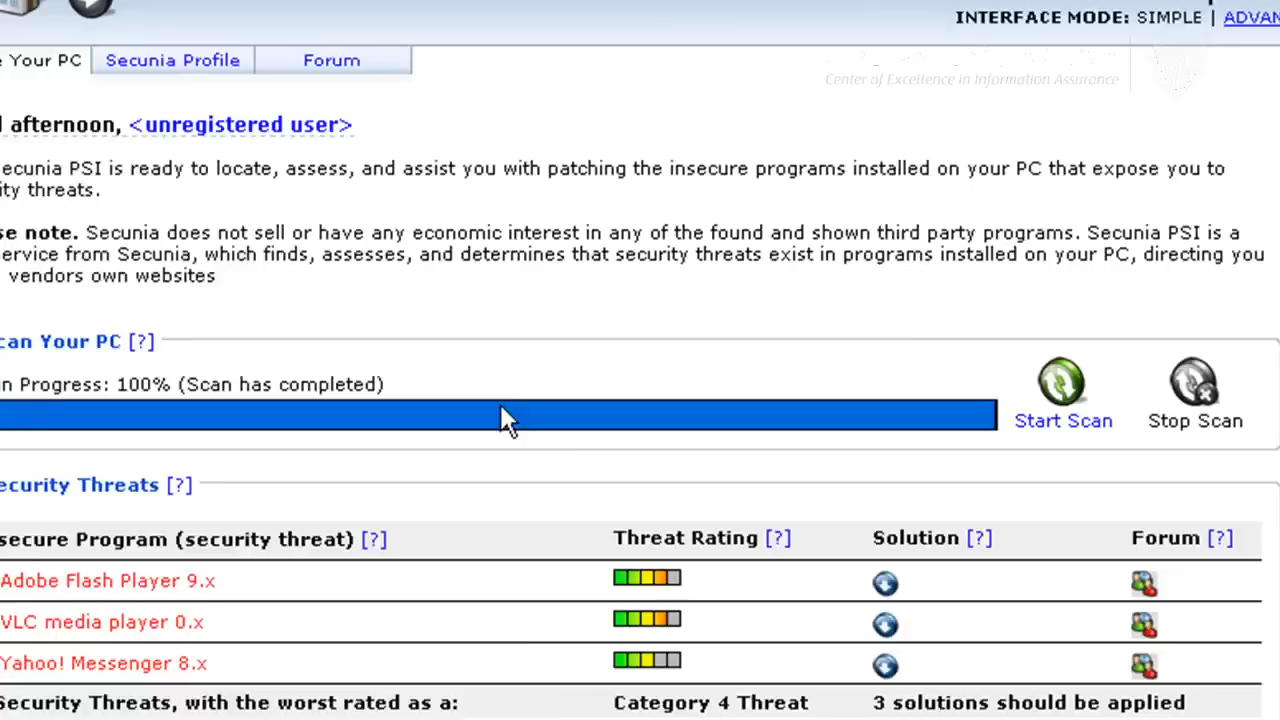 INTERFACE MODE: SIMPLE | ADVAN
Your PC
Secunia Profile
Forum
Center of Excellence in Information Assurance
afternoon, <unregistered user>
ecunia PSI is ready to locate, assess, and assist you with patching the insecure programs installed on your PC that expose you to
ity threats.
se note. Secunia does not sell or have any economic interest in any of the found and shown third party programs. Secunia PSI is a
ervice from Secunia, which finds, assesses, and determines that security threats exist in programs installed on your PC, directing you
vendors own websites
can Your PC [?]
n Progress: 100% (Scan has completed)
Start Scan
Stop Scan
ecurity Threats [?]
secure Program (security threat) [?] Threat Rating [?] Solution [?] Forum [?]
Adobe Flash Player 9.x
VLC media player 0.x
Yahoo! Messenger 8.x
Security Threats, with the worst rated as a: Category 4 Threat 3 solutions should be applied